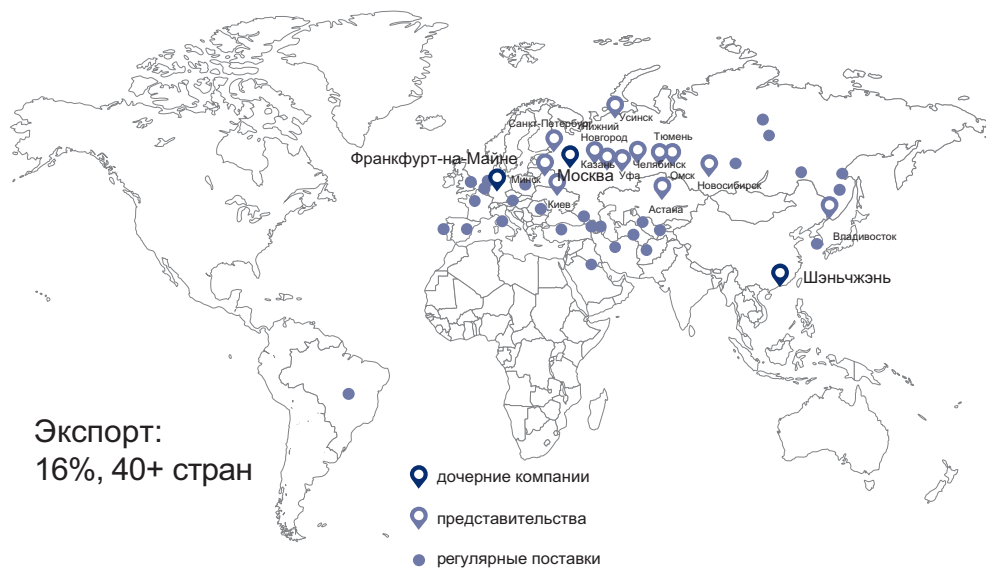 Усинск
Санкт-Петербург
Нижний
Новгород
Тюмень
Франкфурт-на-Майне
Казань
Челябинск
Минск
Москва
Уфа
Омск
Новосибирск
Киев
Астана
Владивосток
Шэньчжэнь
Экспорт:
16%, 40+ стран
дочерние компании
представительства
регулярные поставки